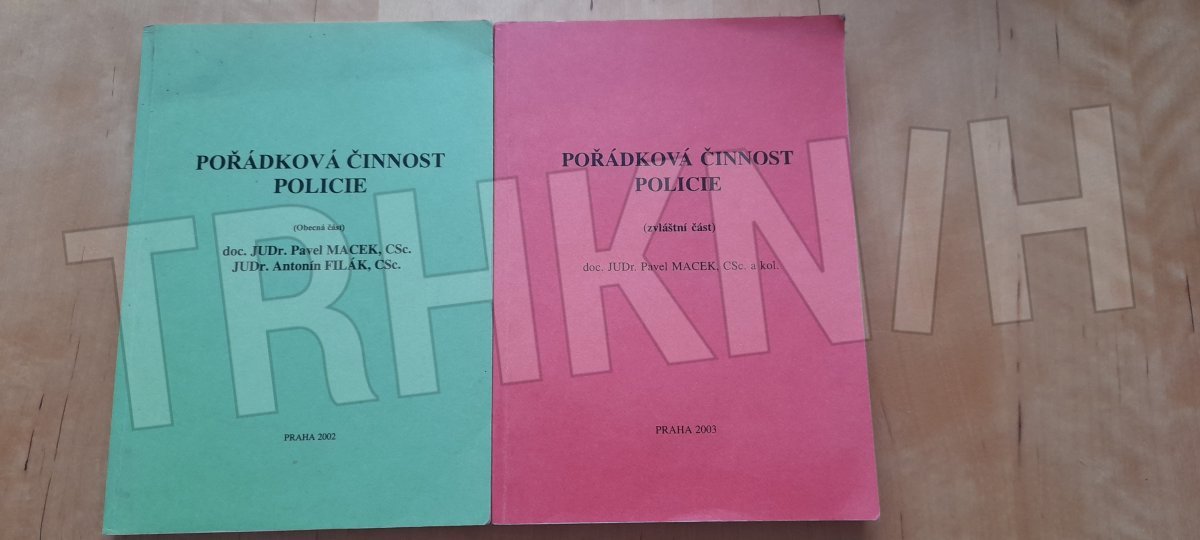 POŘÁDKOVÁ ČINNOST
POLICIE
(Obecná část)
doc. JUDr. Pavel MACEK, CSc.
JUDr. Antonín FILÁK, CSc.
PRAHA 2002
POŘÁDKOVÁ ČINNOST
POLICIE
(zvláštní část)
doc. JUDr. Pavel MACEK, CSc. a kol.
PRAHA 2003
TRHKNIH